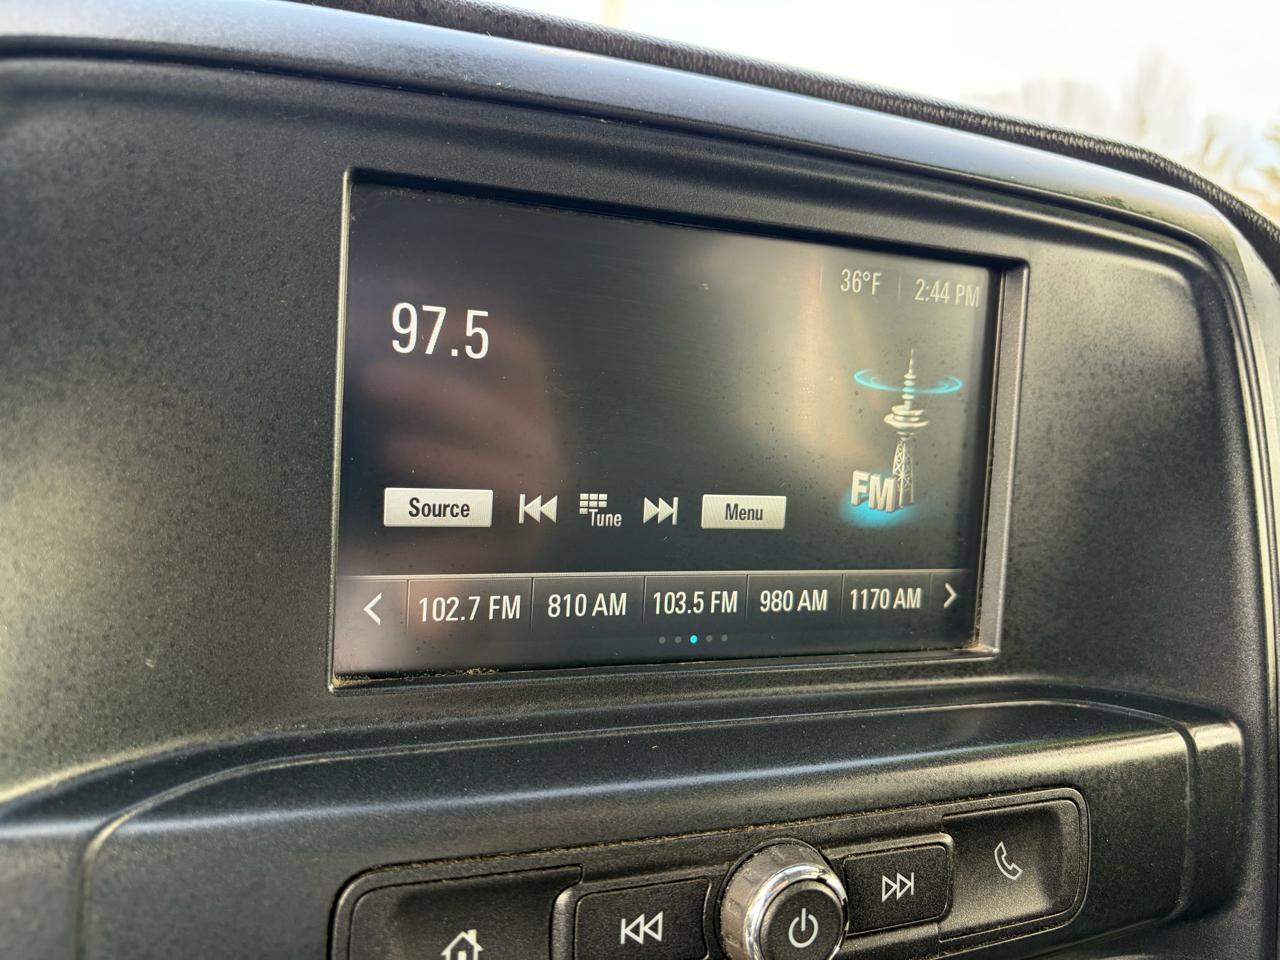 36°F 2:44 PM
97.5
FM
Source Tune Menu
102.7 FM 810 AM 103.5 FM 980 AM 1170 AM